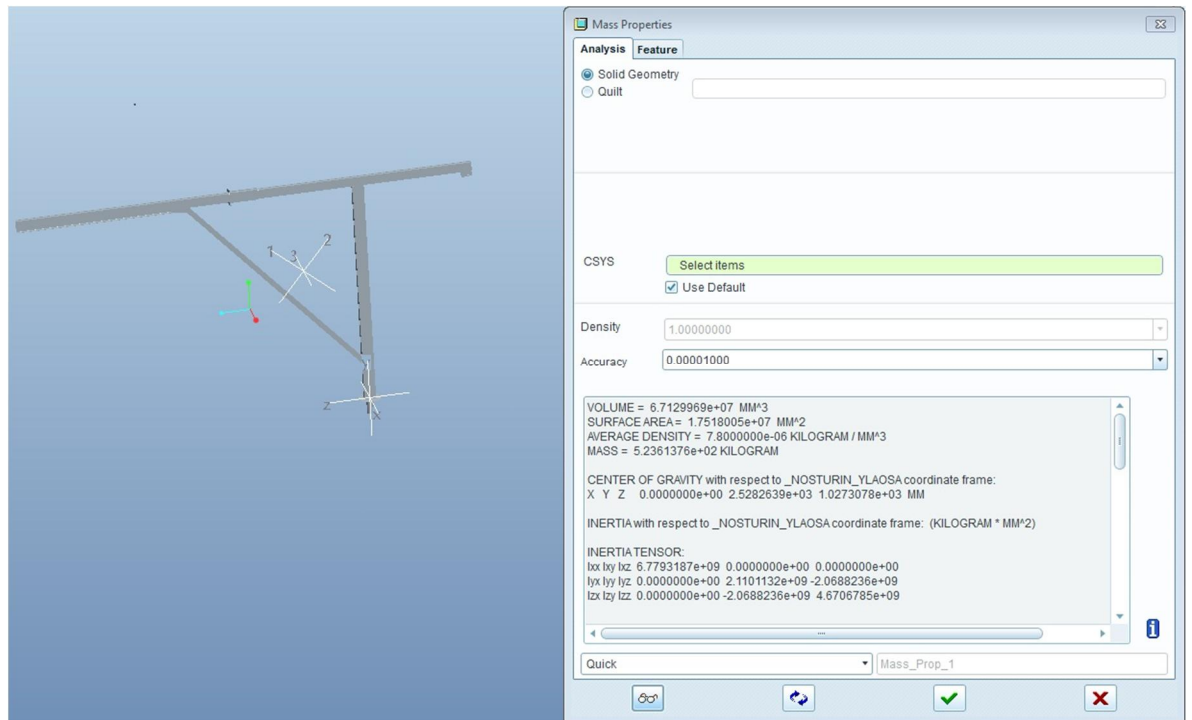 Mass Properties
Analysis Feature
Solid Geometry
Quilt
CSYS
Select items
Use Default
Density
1.00000000
Accuracy
0.00001000
VOLUME = 6.7129969e+07 MM^3
SURFACE AREA = 1.7518005e+07 MM^2
AVERAGE DENSITY = 7.8000000e-06 KILOGRAM / MM^3
MASS = 5.2361376e+02 KILOGRAM
CENTER OF GRAVITY with respect to _NOSTURIN_YLAOSA coordinate frame:
X Y Z 0.0000000e+00 2.5282639e+03 1.0273078e+03 MM
INERTIA with respect to _NOSTURIN_YLAOSA coordinate frame: (KILOGRAM * MM^2)
INERTIA TENSOR:
Ixx Ixy Ixz 6.7793187e+09 0.0000000e+00 0.0000000e+00
Iyx Iyy Iyz 0.0000000e+00 2.1101132e+09 -2.0688236e+09
Izx Izy Izz 0.0000000e+00 -2.0688236e+09 4.6706785e+09
Quick
Mass_Prop_1
1
2
3
Z
X